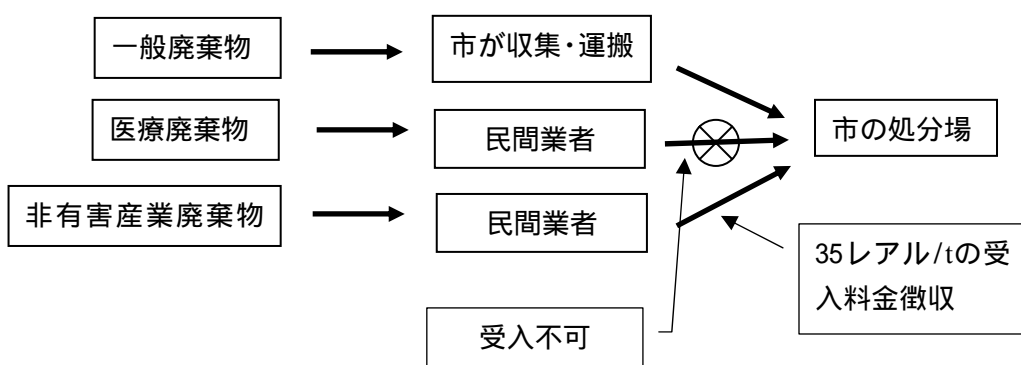 一般廃棄物
市が収集・運搬
医療廃棄物
民間業者
市の処分場
非有害産業廃棄物
民間業者
35レアル/tの受
入料金徴収
受入不可